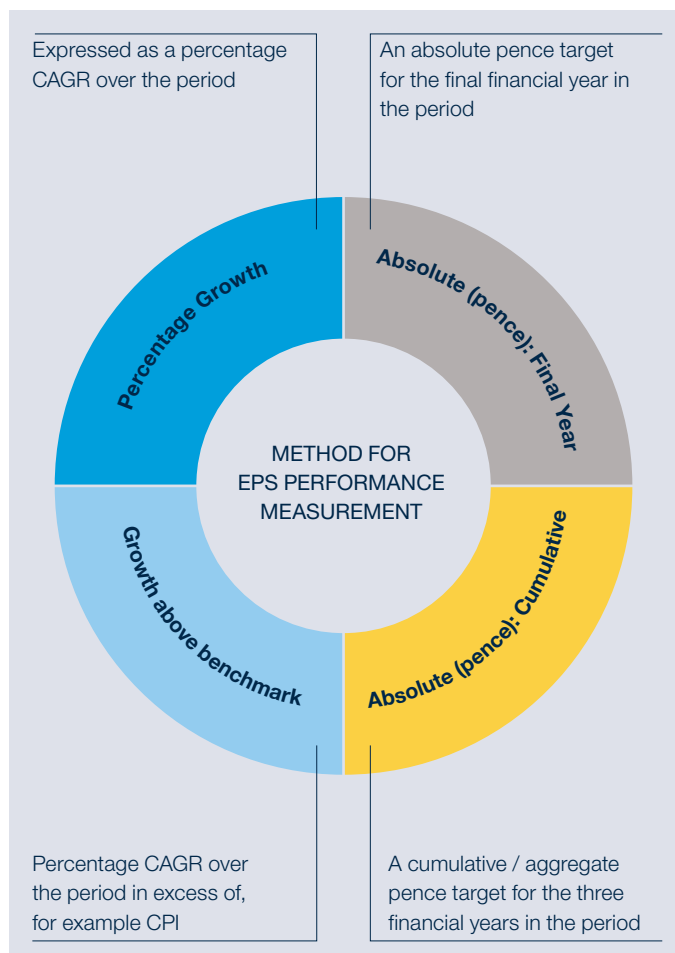 Expressed as a percentage
CAGR over the period
An absolute pence target
for the final financial year in
the period
Percentage Growth
Absolute (pence): Final Year
METHOD FOR
EPS PERFORMANCE
MEASUREMENT
Growth above benchmark
Absolute (pence): Cumulative
Percentage CAGR over
the period in excess of,
for example CPI
A cumulative / aggregate
pence target for the three
financial years in the period